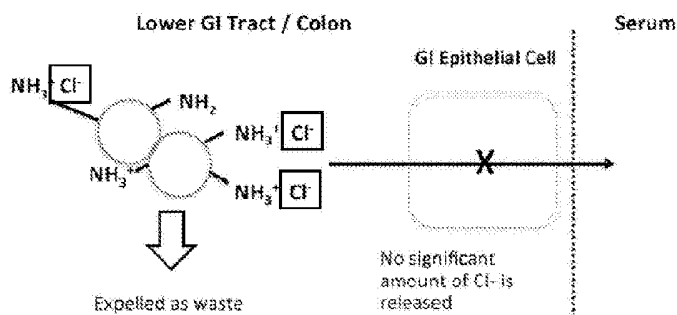 Lower GI Tract / Colon
Serum
GI Epithelial Cell
NH₃⁺ Cl⁻
NH₂
NH₃⁺ Cl⁻
NH₃⁺
NH₃⁺ Cl⁻
X
No significant
amount of Cl- is
released
Expelled as waste